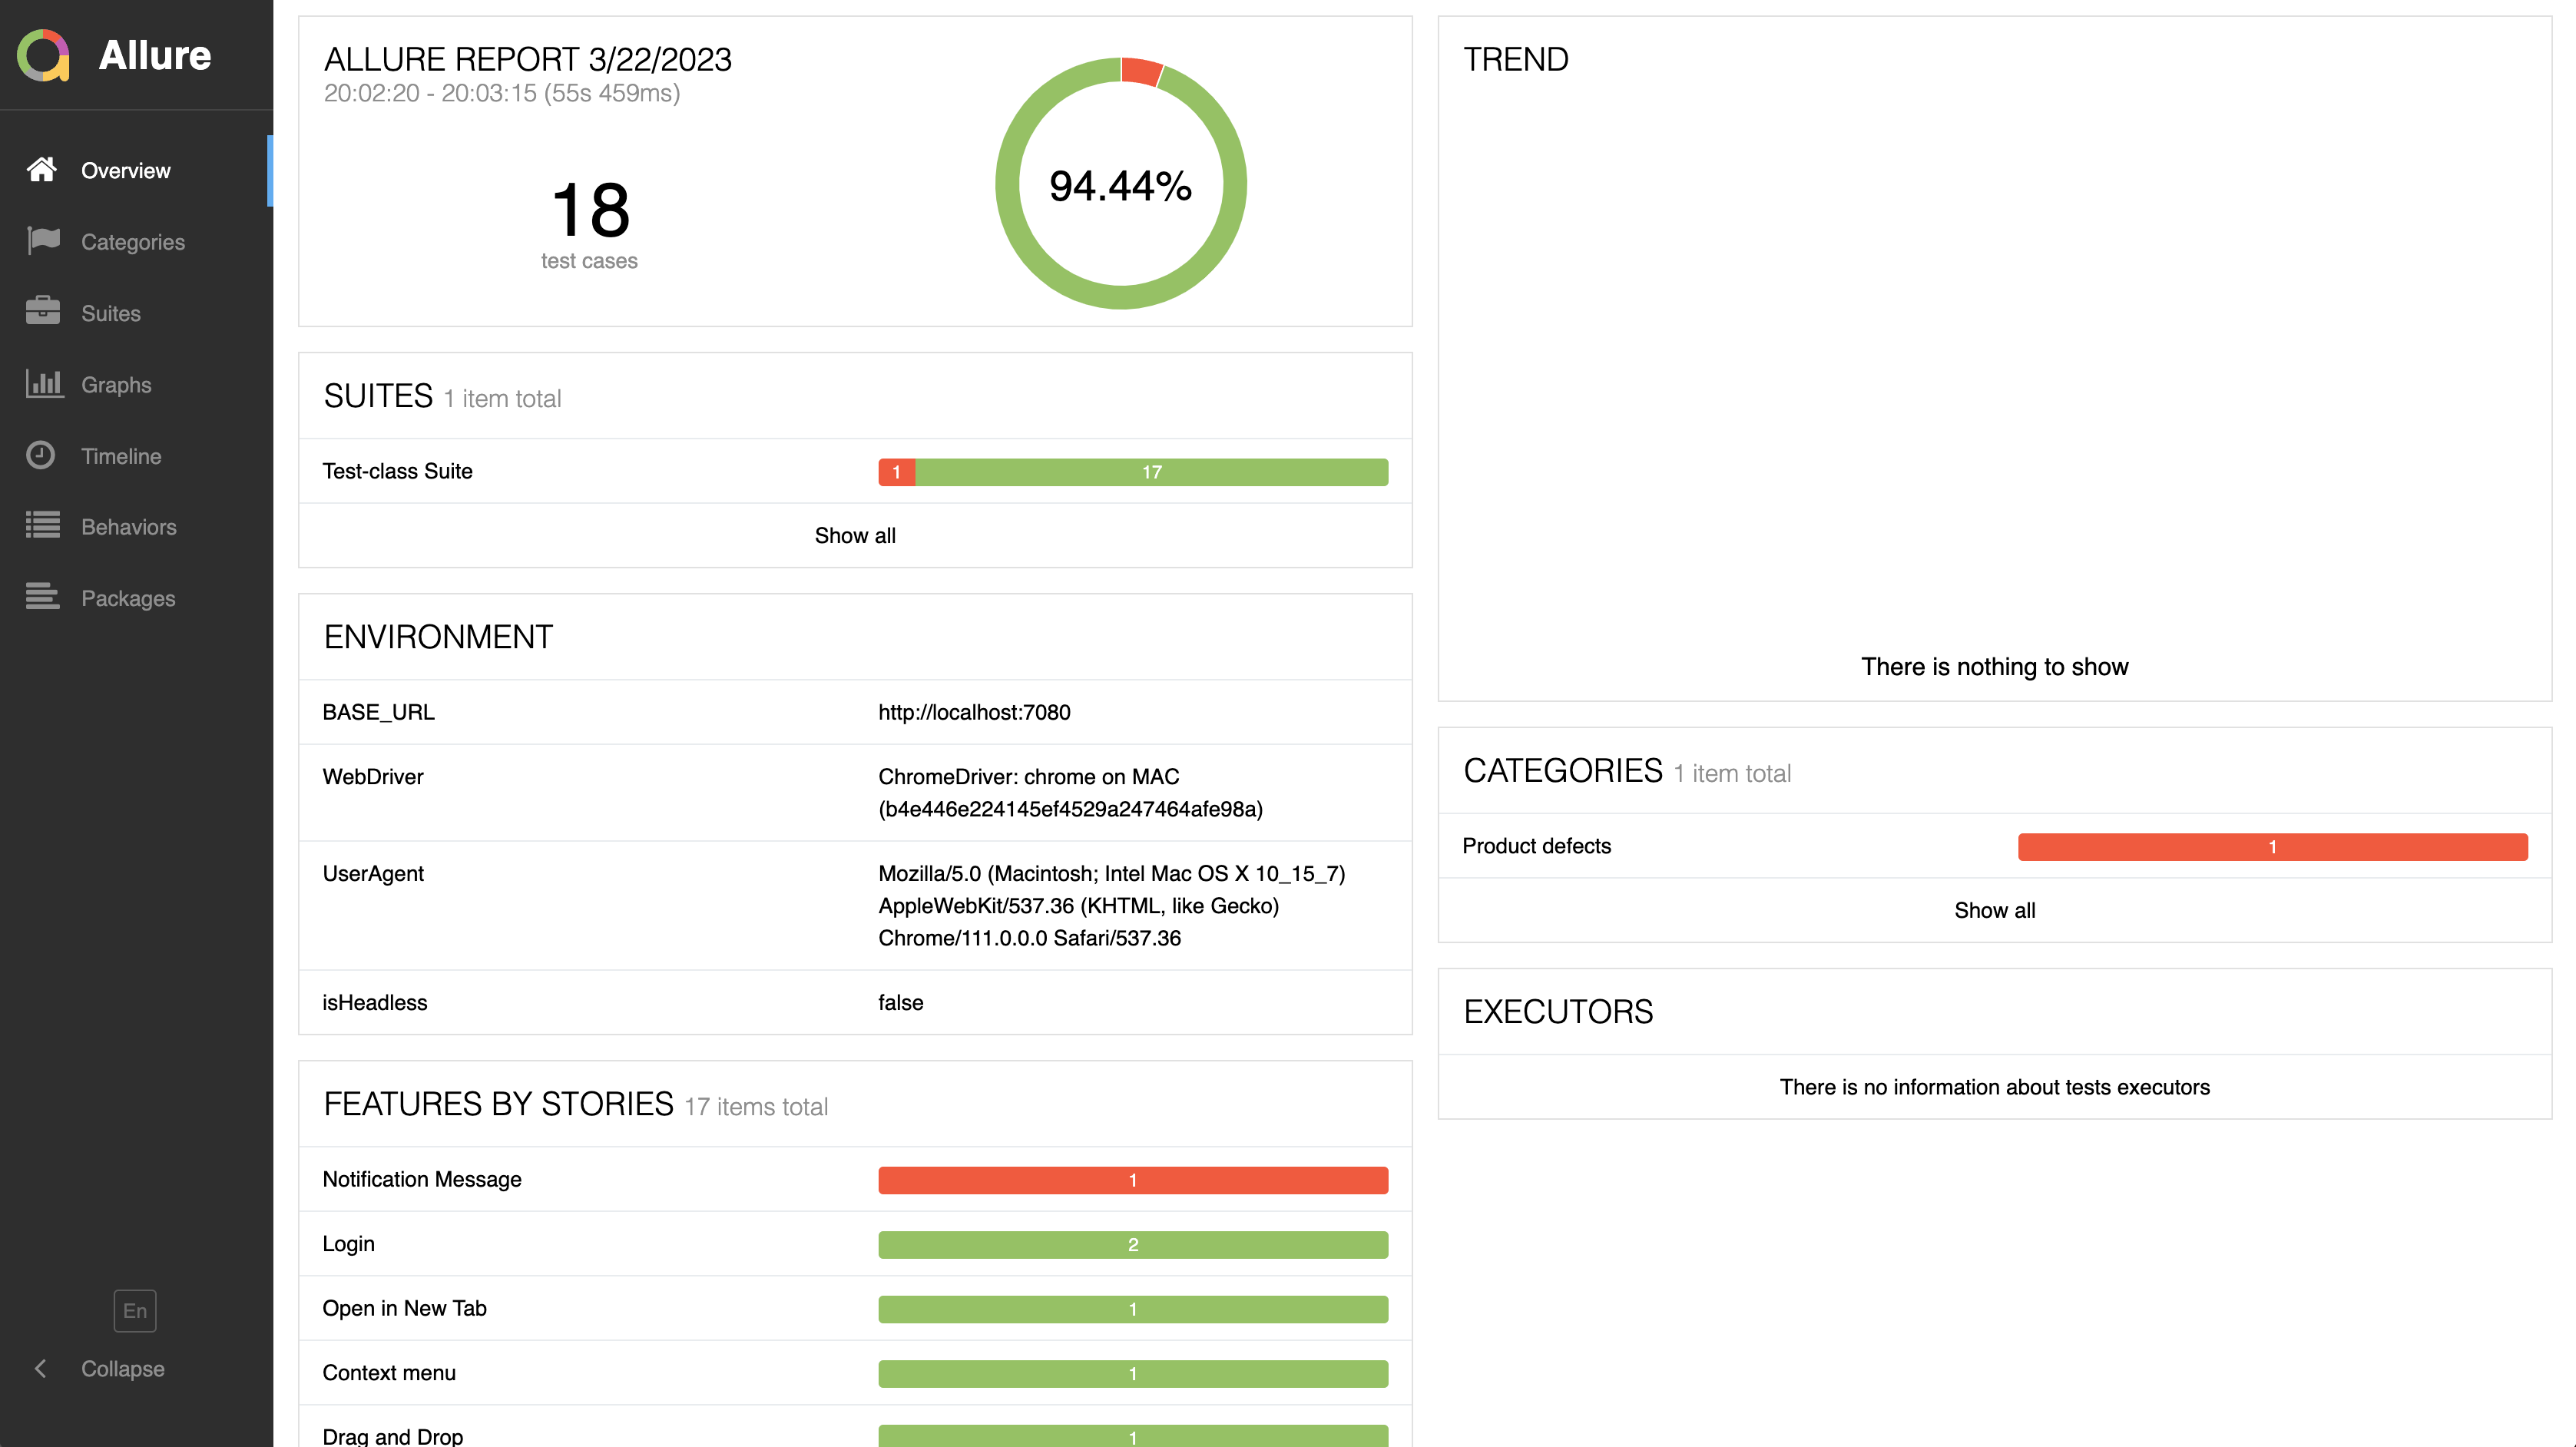 Allure
Overview
Categories
Suites
Graphs
Timeline
Behaviors
Packages
En
Collapse
ALLURE REPORT 3/22/2023
20:02:20 - 20:03:15 (55s 459ms)
18
test cases
94.44%
SUITES 1 item total
Test-class Suite 1 17
Show all
ENVIRONMENT
BASE_URL http://localhost:7080
WebDriver ChromeDriver: chrome on MAC
(b4e446e224145ef4529a247464afe98a)
UserAgent Mozilla/5.0 (Macintosh; Intel Mac OS X 10_15_7)
AppleWebKit/537.36 (KHTML, like Gecko)
Chrome/111.0.0.0 Safari/537.36
isHeadless false
FEATURES BY STORIES 17 items total
Notification Message 1
Login 2
Open in New Tab 1
Context menu 1
Drag and Drop 1
TREND
There is nothing to show
CATEGORIES 1 item total
Product defects 1
Show all
EXECUTORS
There is no information about tests executors